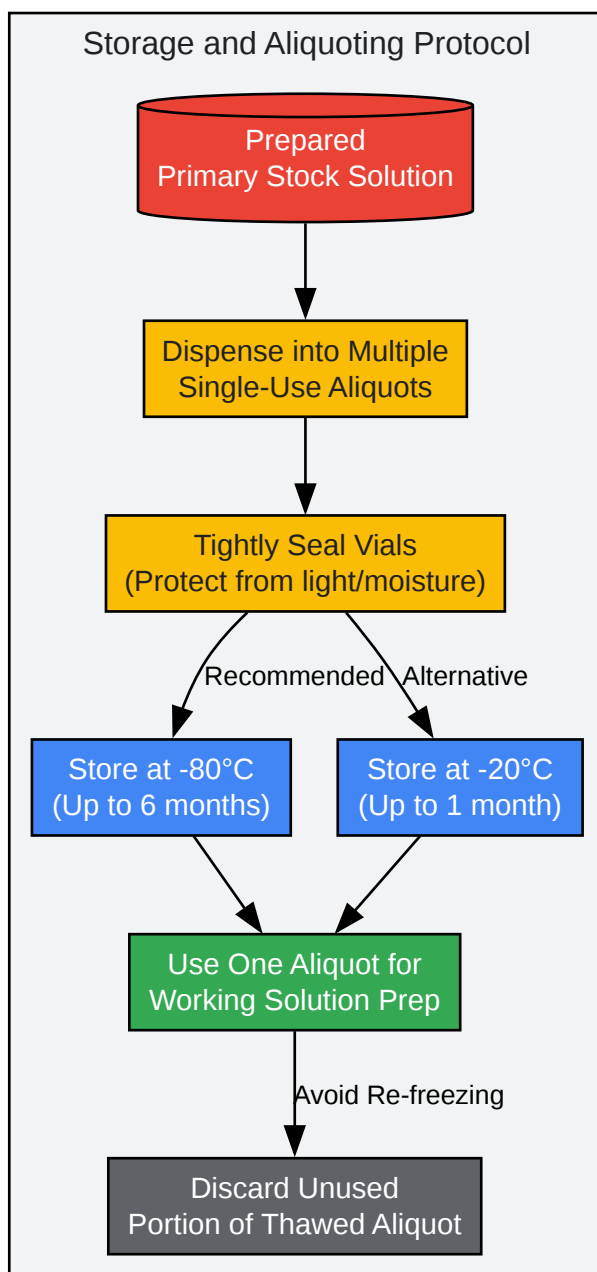 Storage and Aliquoting Protocol
Prepared
Primary Stock Solution
Dispense into Multiple
Single-Use Aliquots
Tightly Seal Vials
(Protect from light/moisture)
Recommended
Alternative
Store at -80°C
(Up to 6 months)
Store at -20°C
(Up to 1 month)
Use One Aliquot for
Working Solution Prep
Avoid Re-freezing
Discard Unused
Portion of Thawed Aliquot